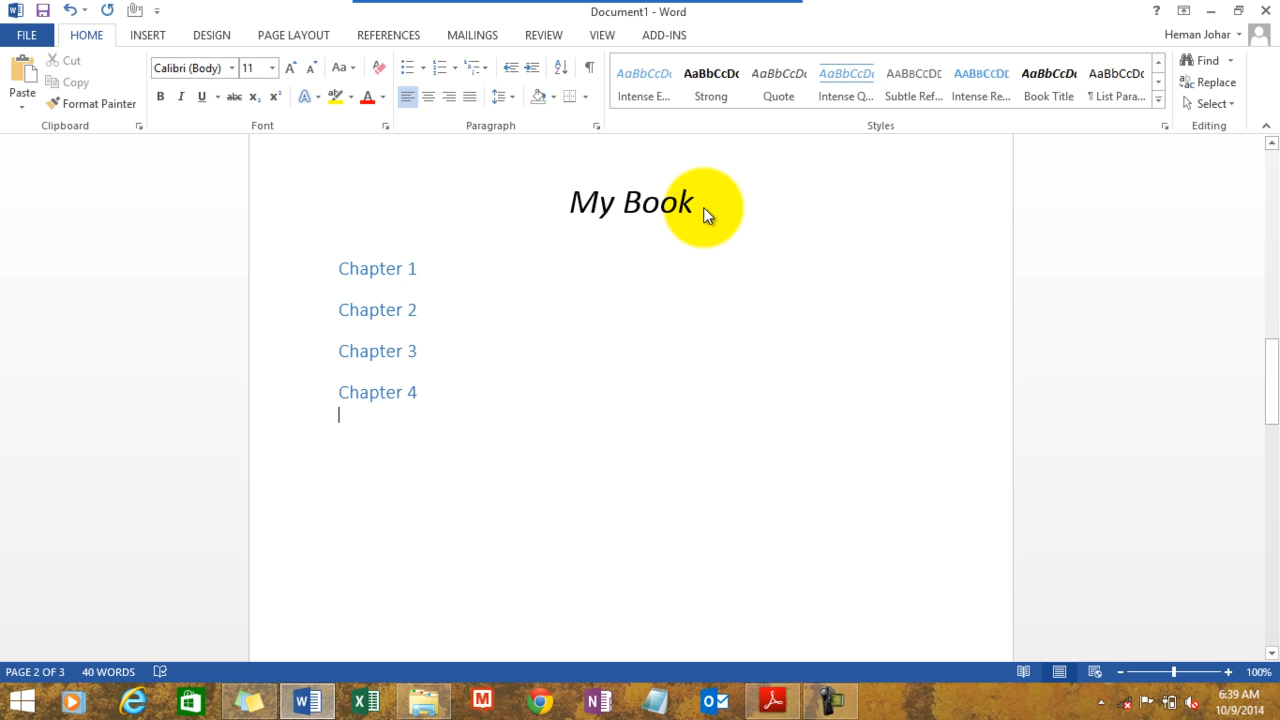 Document1 - Word
FILE HOME INSERT DESIGN PAGE LAYOUT REFERENCES MAILINGS REVIEW VIEW ADD-INS Heman Johar
Paste
Cut
Copy
Format Painter
Clipboard
Calibri (Body) 11
Font
Paragraph
AaBbCcDc AaBbCcDc AaBbCcDc AaBbCcDc AABBCCDD AABBCCDD AaBbCcDc AaBbCcDc
Intense E... Strong Quote Intense Q... Subtle Ref... Intense Re... Book Title ¶ List Para...
Styles
Find
Replace
Select
Editing
My Book
Chapter 1
Chapter 2
Chapter 3
Chapter 4
PAGE 2 OF 3 40 WORDS 100%
6:39 AM
10/9/2014